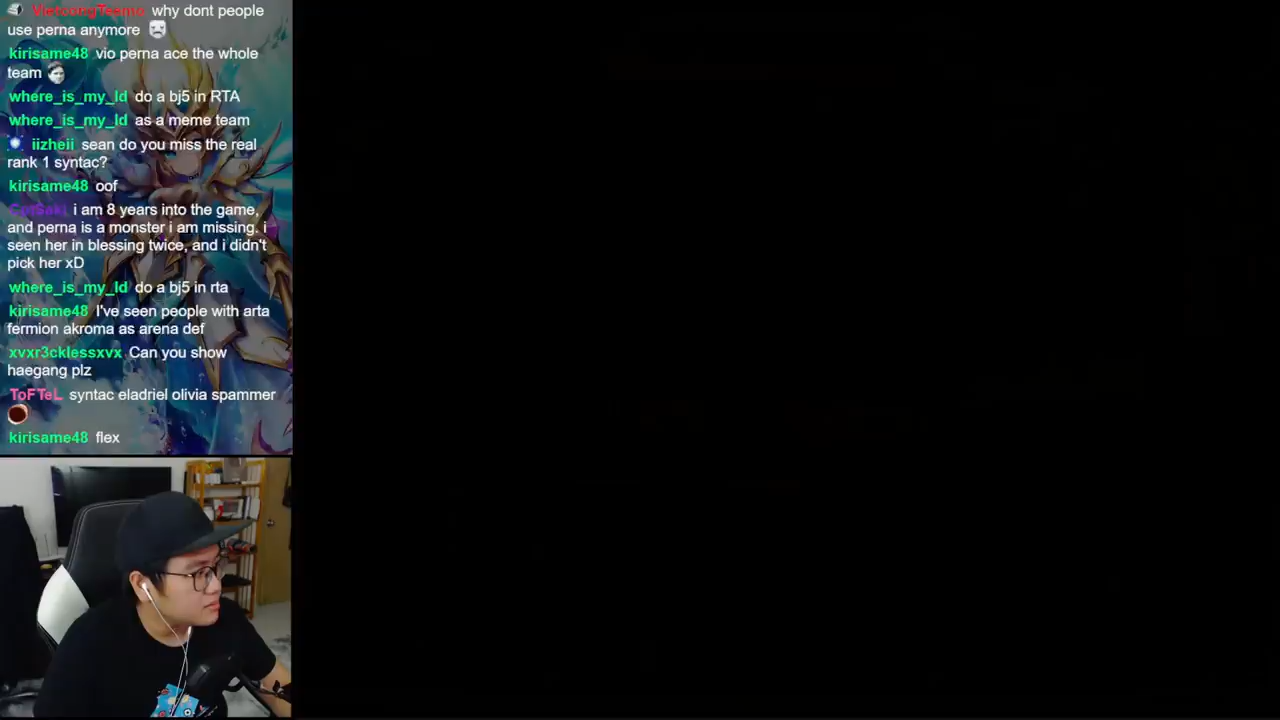 VietcongTeemo why dont people
use perna anymore
kirisame48 vio perna ace the whole
team
where_is_my_ld do a bj5 in RTA
where_is_my_ld as a meme team
iizheii sean do you miss the real
rank 1 syntac?
kirisame48 oof
i am 8 years into the game,
and perna is a monster i am missing. i
seen her in blessing twice, and i didn't
pick her xD
where_is_my_ld do a bj5 in rta
kirisame48 I've seen people with arta
fermion akroma as arena def
xvxr3cklessxvx Can you show
haegang plz
ToFTeL syntac eladriel olivia spammer
kirisame48 flex